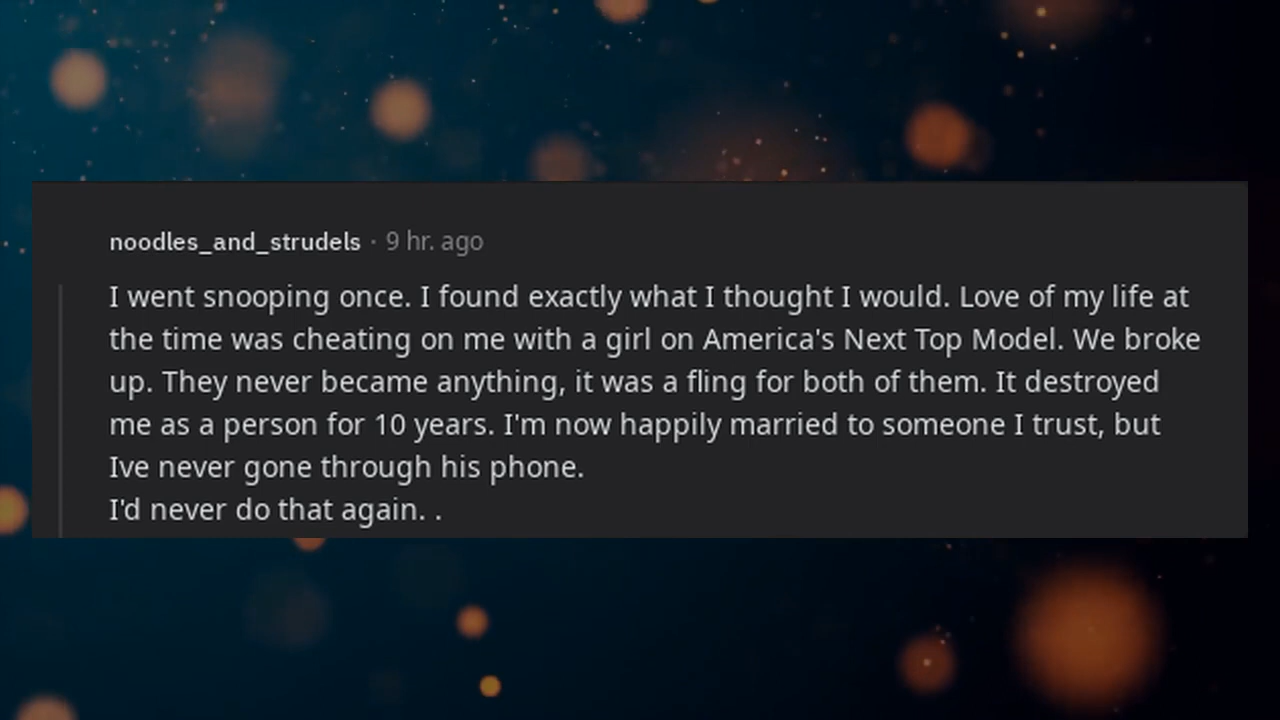 noodles_and_strudels · 9 hr. ago
I went snooping once. I found exactly what I thought I would. Love of my life at
the time was cheating on me with a girl on America's Next Top Model. We broke
up. They never became anything, it was a fling for both of them. It destroyed
me as a person for 10 years. I'm now happily married to someone I trust, but
Ive never gone through his phone.
I'd never do that again. .